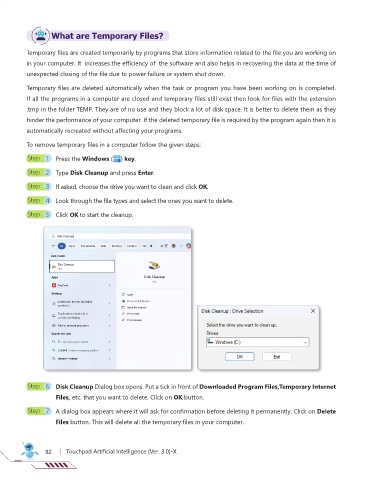 What are Temporary Files?
Temporary files are created temporarily by programs that store information related to the file you are working on
in your computer. It increases the efficiency of the software and also helps in recovering the data at the time of
unexpected closing of the file due to power failure or system shut down.
Temporary files are deleted automatically when the task or program you have been working on is completed.
If all the programs in a computer are closed and temporary files still exist then look for files with the extension
.tmp in the folder TEMP. They are of no use and they block a lot of disk space. It is better to delete them as they
hinder the performance of your computer. If the deleted temporary file is required by the program again then it is
automatically recreated without affecting your programs.
To remove temporary files in a computer follow the given steps:
Step 1 Press the Windows key.
Step 2 Type Disk Cleanup and press Enter.
Step 3 If asked, choose the drive you want to clean and click OK.
Step 4 Look through the file types and select the ones you want to delete.
Step 5 Click OK to start the cleanup.
Disk Cleanup
Disk Cleanup
Apps
Disk Cleanup
Settings
Disk Cleanup : Drive Selection
Select the drive you want to clean up.
Drives:
Windows (C:)
OK Exit
Step 6 Disk Cleanup Dialog box opens. Put a tick in front of Downloaded Program Files,Temporary Internet
Files, etc. that you want to delete. Click on OK button.
Step 7 A dialog box appears where it will ask for confirmation before deleting it permanently. Click on Delete
Files button. This will delete all the temporary files in your computer.
92 | Touchpad Artificial Intelligence (Ver. 3.0)-X